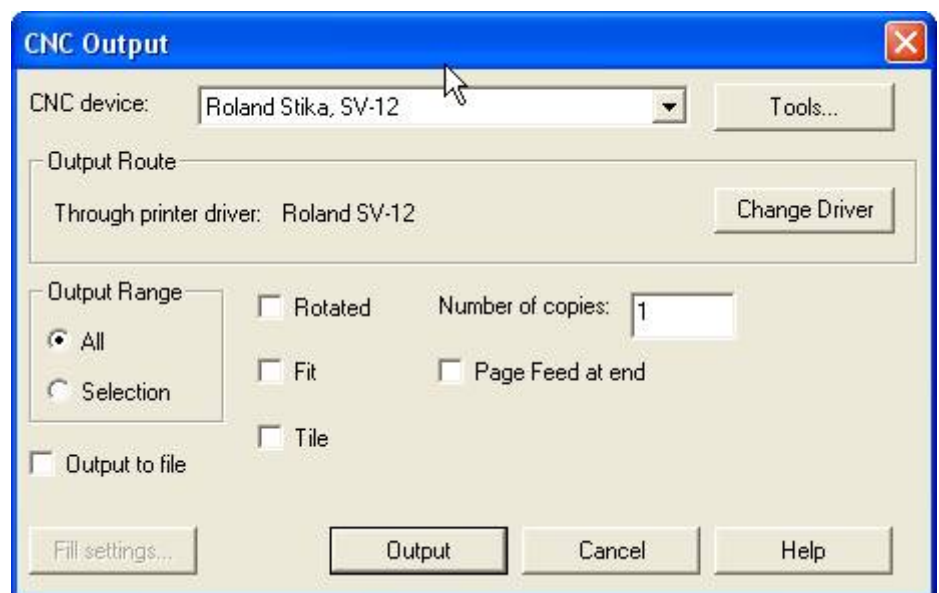 CNC Output
CNC device: Roland Stika, SV-12 Tools...
Output Route
Through printer driver: Roland SV-12 Change Driver
Output Range
All
Selection
Rotated
Fit
Tile
Number of copies: 1
Page Feed at end
Output to file
Fill settings... Output Cancel Help